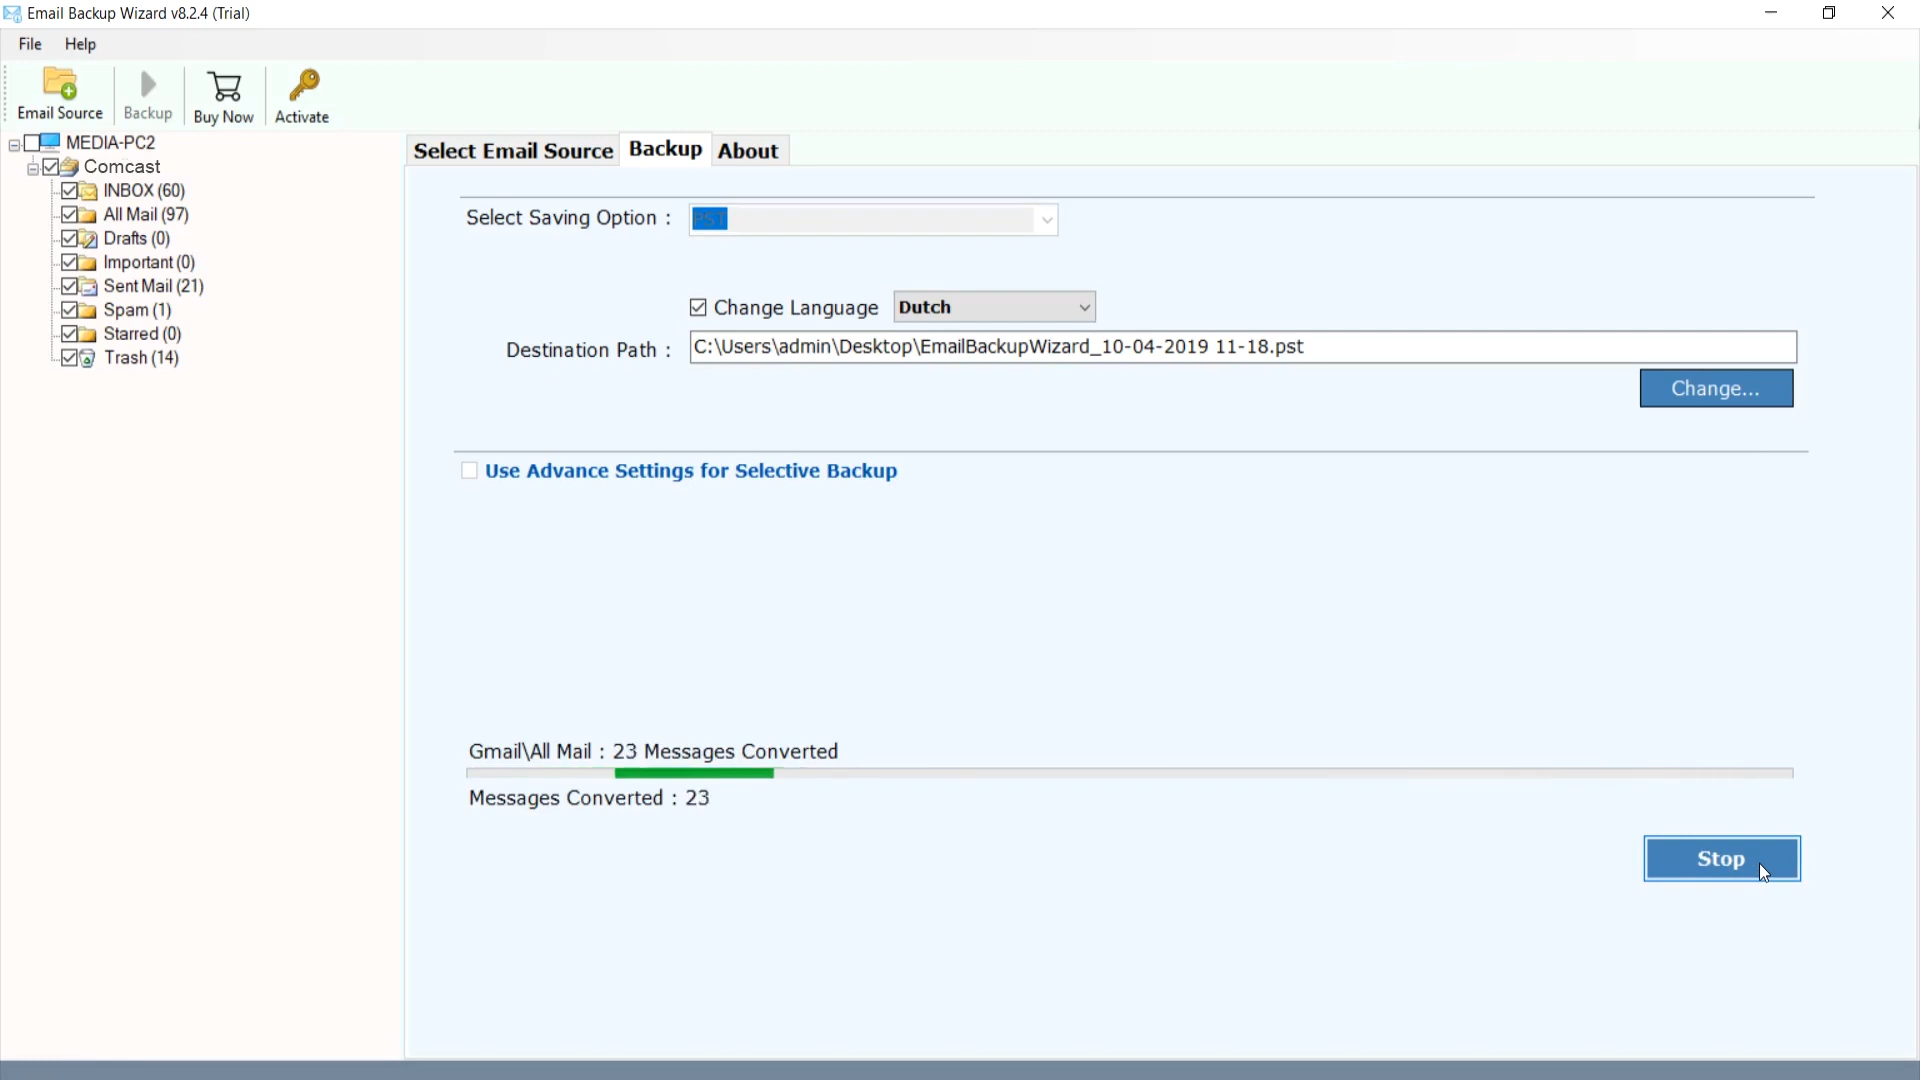 Email Backup Wizard v8.2.4 (Trial)
File Help
Email Source Backup Buy Now Activate
MEDIA-PC2
Comcast
INBOX (60)
All Mail (97)
Drafts (0)
Important (0)
Sent Mail (21)
Spam (1)
Starred (0)
Trash (14)
Select Email Source Backup About
Select Saving Option : PST
Change Language Dutch
Destination Path : C:\Users\admin\Desktop\EmailBackupWizard_10-04-2019 11-18.pst
Change...
Use Advance Settings for Selective Backup
Gmail\All Mail : 23 Messages Converted
Messages Converted : 23
Stop